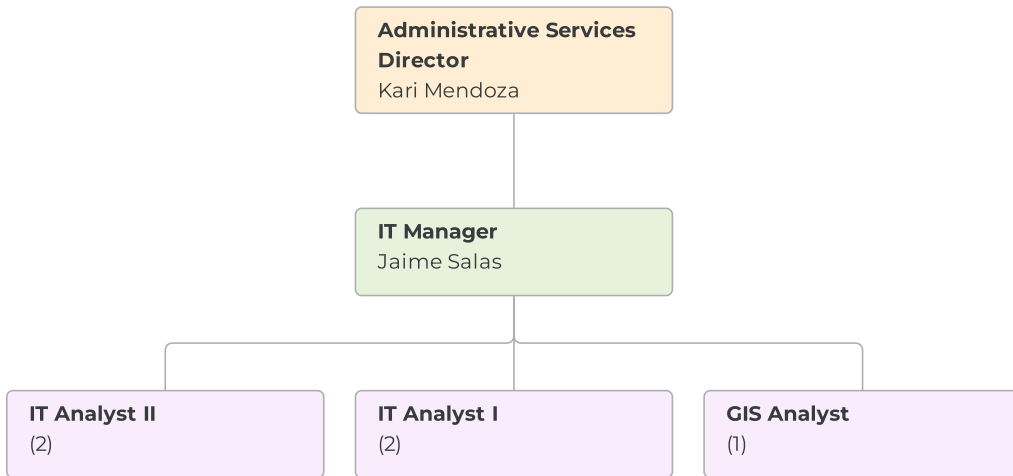 Administrative Services
Director
Kari Mendoza
IT Manager
Jaime Salas
IT Analyst II
(2)
IT Analyst I
(2)
GIS Analyst
(1)